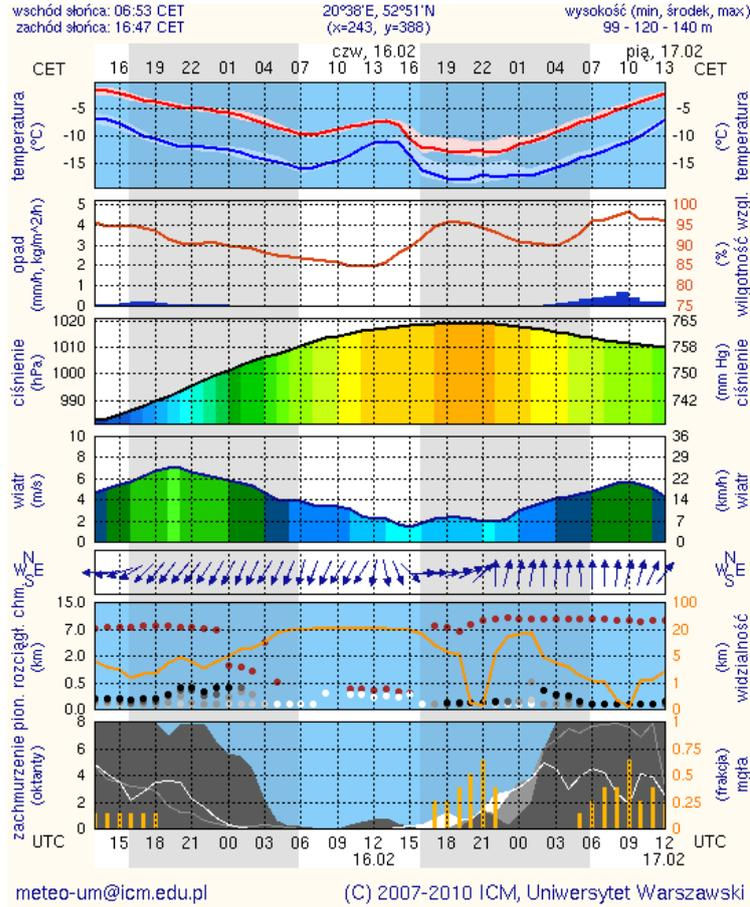 wschód słońca: 06:53 CET 20°38'E, 52°51'N wysokość (min, środek, max)
zachód słońca: 16:47 CET (x=243, y=388) 99 - 120 - 140 m
czw, 16.02 pią, 17.02
CET 16 19 22 01 04 07 10 13 16 19 22 01 04 07 10 13 CET
temperatura (°C) -5 -10 -15 -5 -10 -15 (°C) temperatura
opad (mm/h, kg/m^2/h) 5 4 3 2 1 0 100 95 90 85 80 75 (%) wilgotność wzgl.
ciśnienie (hPa) 1020 1010 1000 990 765 758 750 742 (mm Hg) ciśnienie
wiatr (m/s) 10 8 6 4 2 0 36 29 22 14 7 0 (km/h) wiatr
N W E S N W E S
zachmurzenie pion. rozciągł. chm. (km) 15.0 7.0 2.0 0.5 0.0 100 20 5 1 0 (km) widzialność
(oktanty) 8 6 4 2 0 1 0.75 0.5 0.25 0 (frakcja) mgła
UTC 15 18 21 00 03 06 09 12 15 18 21 00 03 06 09 12 UTC
16.02 17.02
meteo-um@icm.edu.pl (C) 2007-2010 ICM, Uniwersytet Warszawski